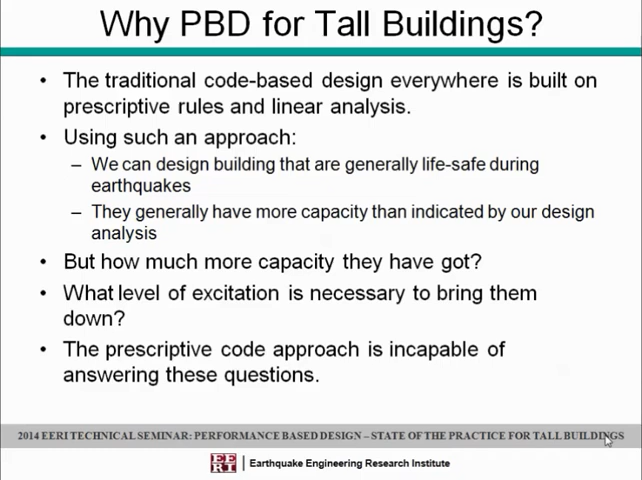 Why PBD for Tall Buildings?
• The traditional code-based design everywhere is built on
prescriptive rules and linear analysis.
• Using such an approach:
– We can design building that are generally life-safe during
earthquakes
– They generally have more capacity than indicated by our design
analysis
• But how much more capacity they have got?
• What level of excitation is necessary to bring them
down?
• The prescriptive code approach is incapable of
answering these questions.
2014 EERI TECHNICAL SEMINAR: PERFORMANCE BASED DESIGN – STATE OF THE PRACTICE FOR TALL BUILDINGS
EERI | Earthquake Engineering Research Institute